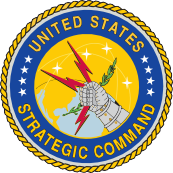 UNITED STATES
STRATEGIC COMMAND